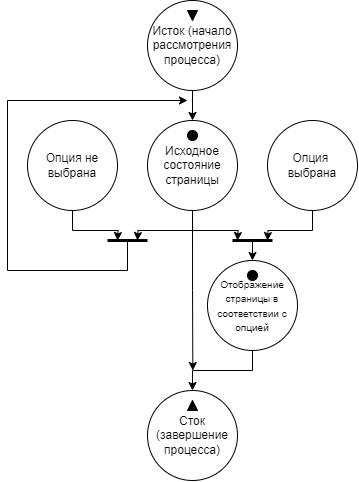 Исток (начало
рассмотрения
процесса)
Опция не
выбрана
Исходное
состояние
страницы
Опция
выбрана
Отображение
страницы в
соответствии с
опцией
Сток
(завершение
процесса)